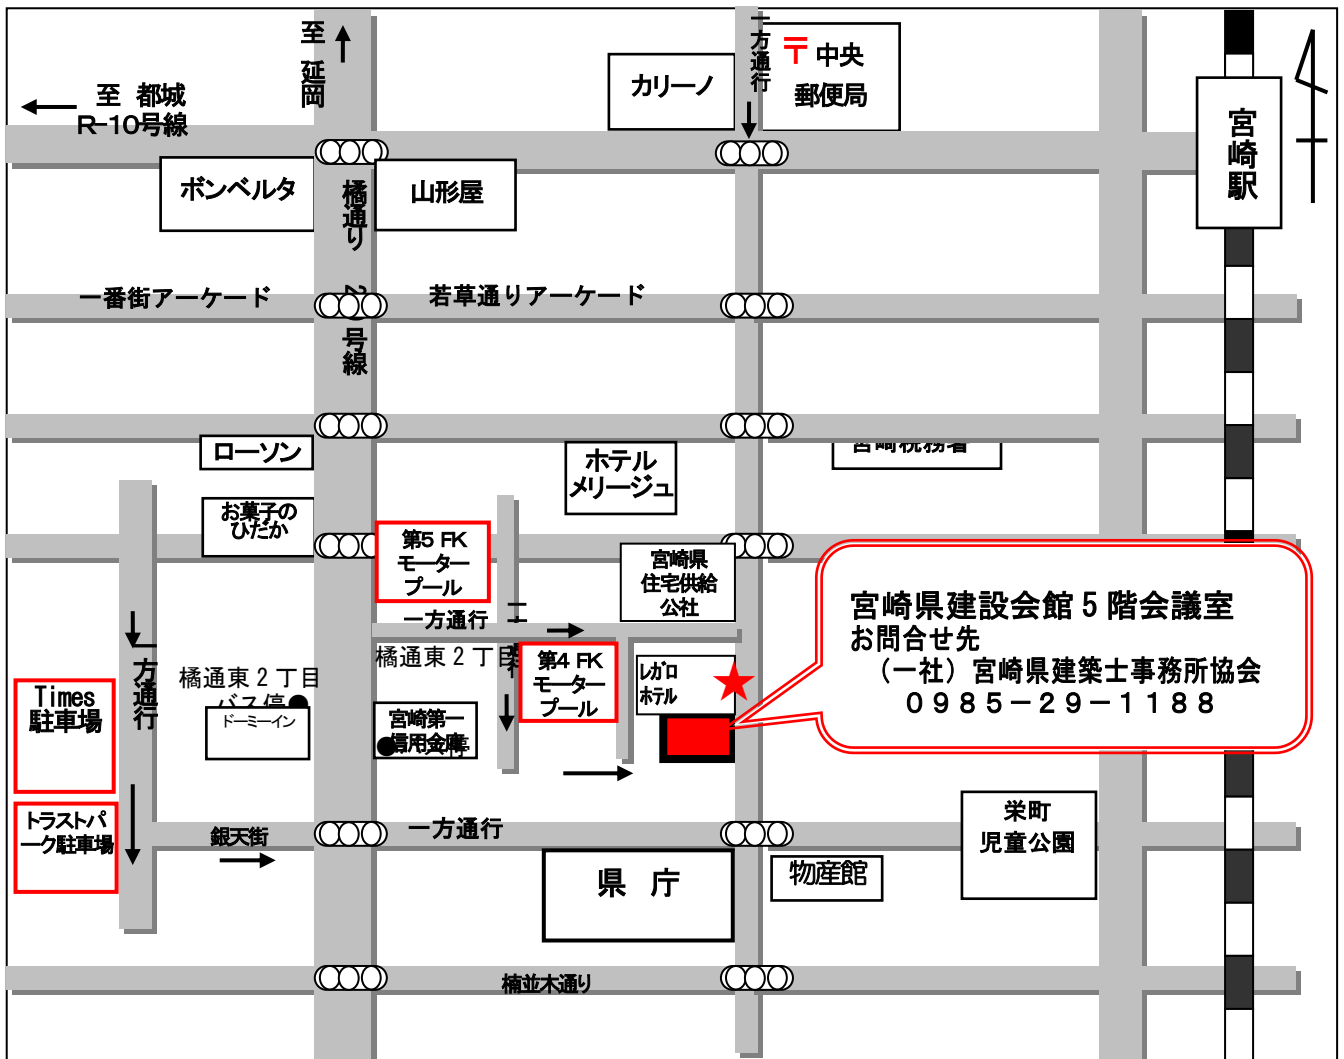 至 延岡
一方通行
〒 中央
郵便局
カリーノ
至 都城
R-10号線
宮崎駅
ボンベルタ
橘通り
山形屋
号線
一番街アーケード
若草通りアーケード
ローソン
ホテル
メリージュ
宮崎税務署
お菓子の
ひだか
第5 FK
モーター
プール
宮崎県
住宅供給
公社
一方通行
橘通東2丁目
第4 FK
モーター
プール
レガロ
ホテル
宮崎県建設会館5階会議室
お問合せ先
(一社)宮崎県建築士事務所協会
0985-29-1188
一方通行
Times
駐車場
橘通東2丁目
バス停●
ドーミーイン
宮崎第一
信用金庫
トラストパ
ーク駐車場
銀天街
一方通行
県 庁
物産館
栄町
児童公園
楠並木通り